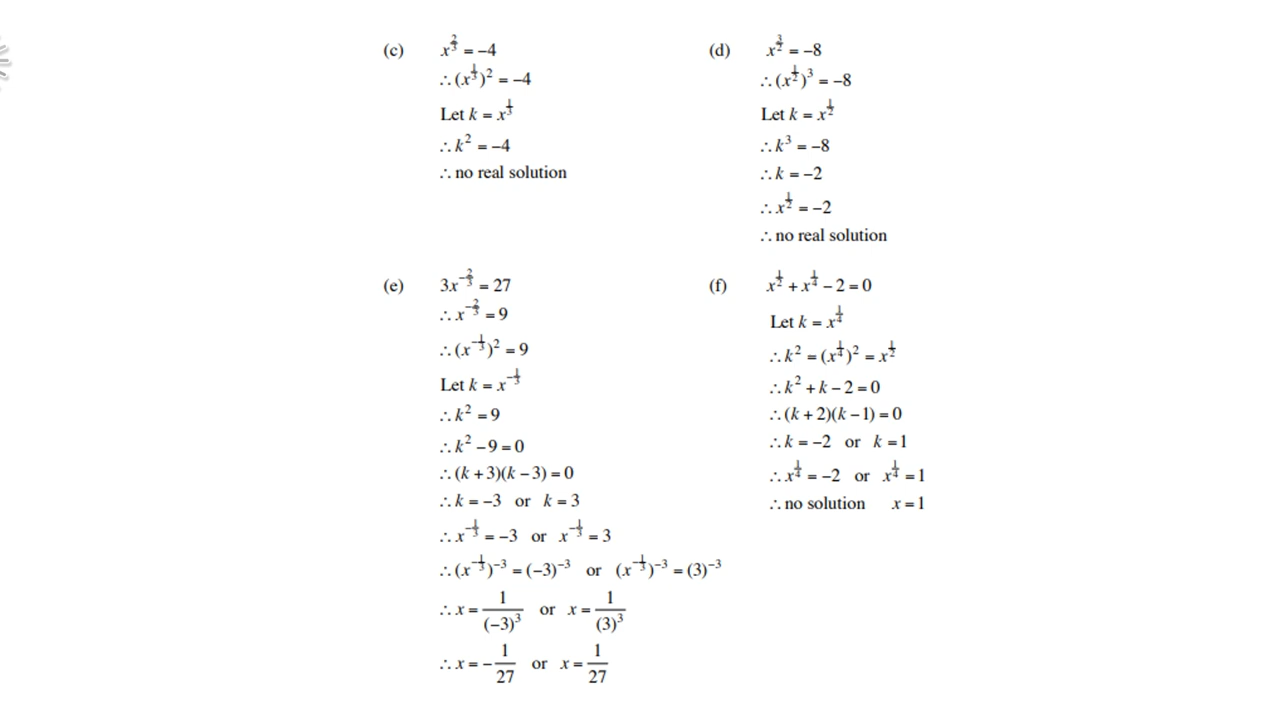 (c) x^(2/3) = –4
∴ (x^(1/3))² = –4
Let k = x^(1/3)
∴ k² = –4
∴ no real solution
(d) x^(3/2) = –8
∴ (x^(1/2))³ = –8
Let k = x^(1/2)
∴ k³ = –8
∴ k = –2
∴ x^(1/2) = –2
∴ no real solution
(e) 3x^(–2/3) = 27
∴ x^(–2/3) = 9
∴ (x^(–1/3))² = 9
Let k = x^(–1/3)
∴ k² = 9
∴ k² – 9 = 0
∴ (k + 3)(k – 3) = 0
∴ k = –3 or k = 3
∴ x^(–1/3) = –3 or x^(–1/3) = 3
∴ (x^(–1/3))^(–3) = (–3)^(–3) or (x^(–1/3))^(–3) = (3)^(–3)
∴ x = 1/(–3)³ or x = 1/(3)³
∴ x = –1/27 or x = 1/27
(f) x^(1/2) + x^(1/4) – 2 = 0
Let k = x^(1/4)
∴ k² = (x^(1/4))² = x^(1/2)
∴ k² + k – 2 = 0
∴ (k + 2)(k – 1) = 0
∴ k = –2 or k = 1
∴ x^(1/4) = –2 or x^(1/4) = 1
∴ no solution x = 1